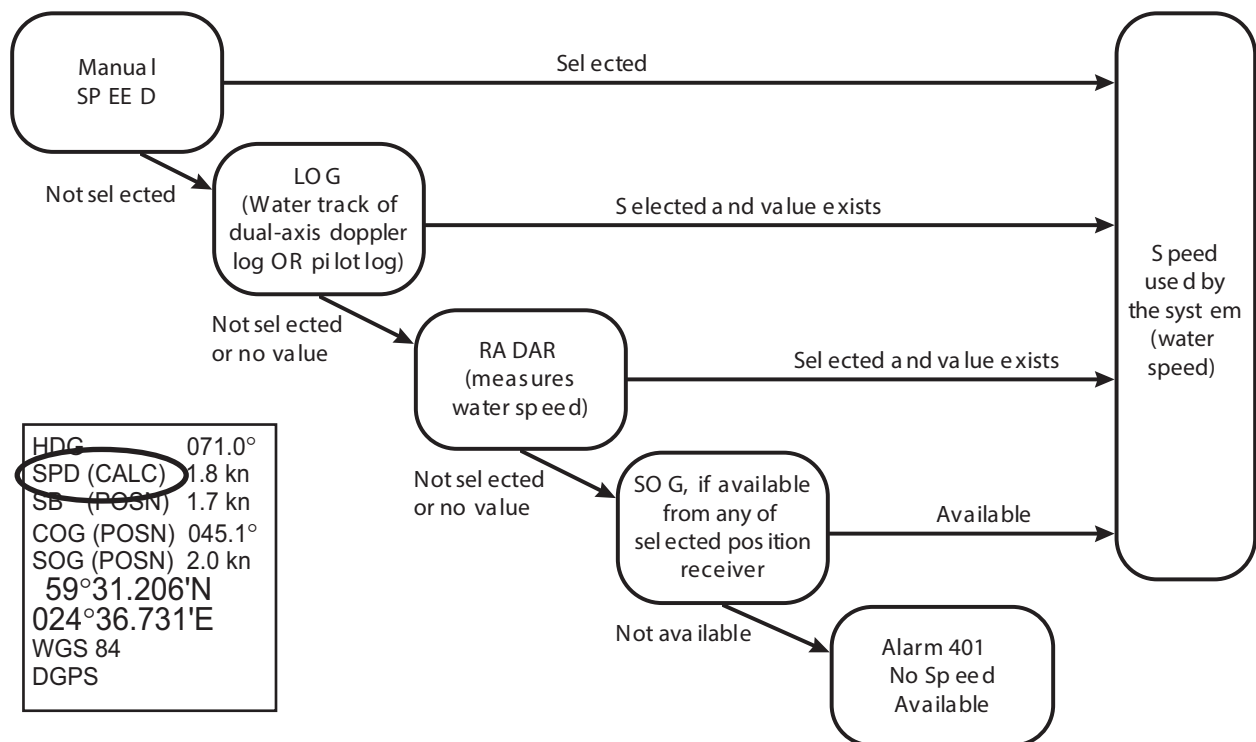 Manual
SPEED
Selected
Not selected
LOG
(Water track of
dual-axis doppler
log OR pilot log)
Selected and value exists
Not selected
or no value
RADAR
(measures
water speed)
Selected and value exists
Not selected
or no value
SOG, if available
from any of
selected position
receiver
Available
Not available
Alarm 401
No Speed
Available
Speed
used by
the system
(water
speed)
HDG 071.0°
SPD (CALC) 1.8 kn
SB (POSN) 1.7 kn
COG (POSN) 045.1°
SOG (POSN) 2.0 kn
59°31.206'N
024°36.731'E
WGS 84
DGPS